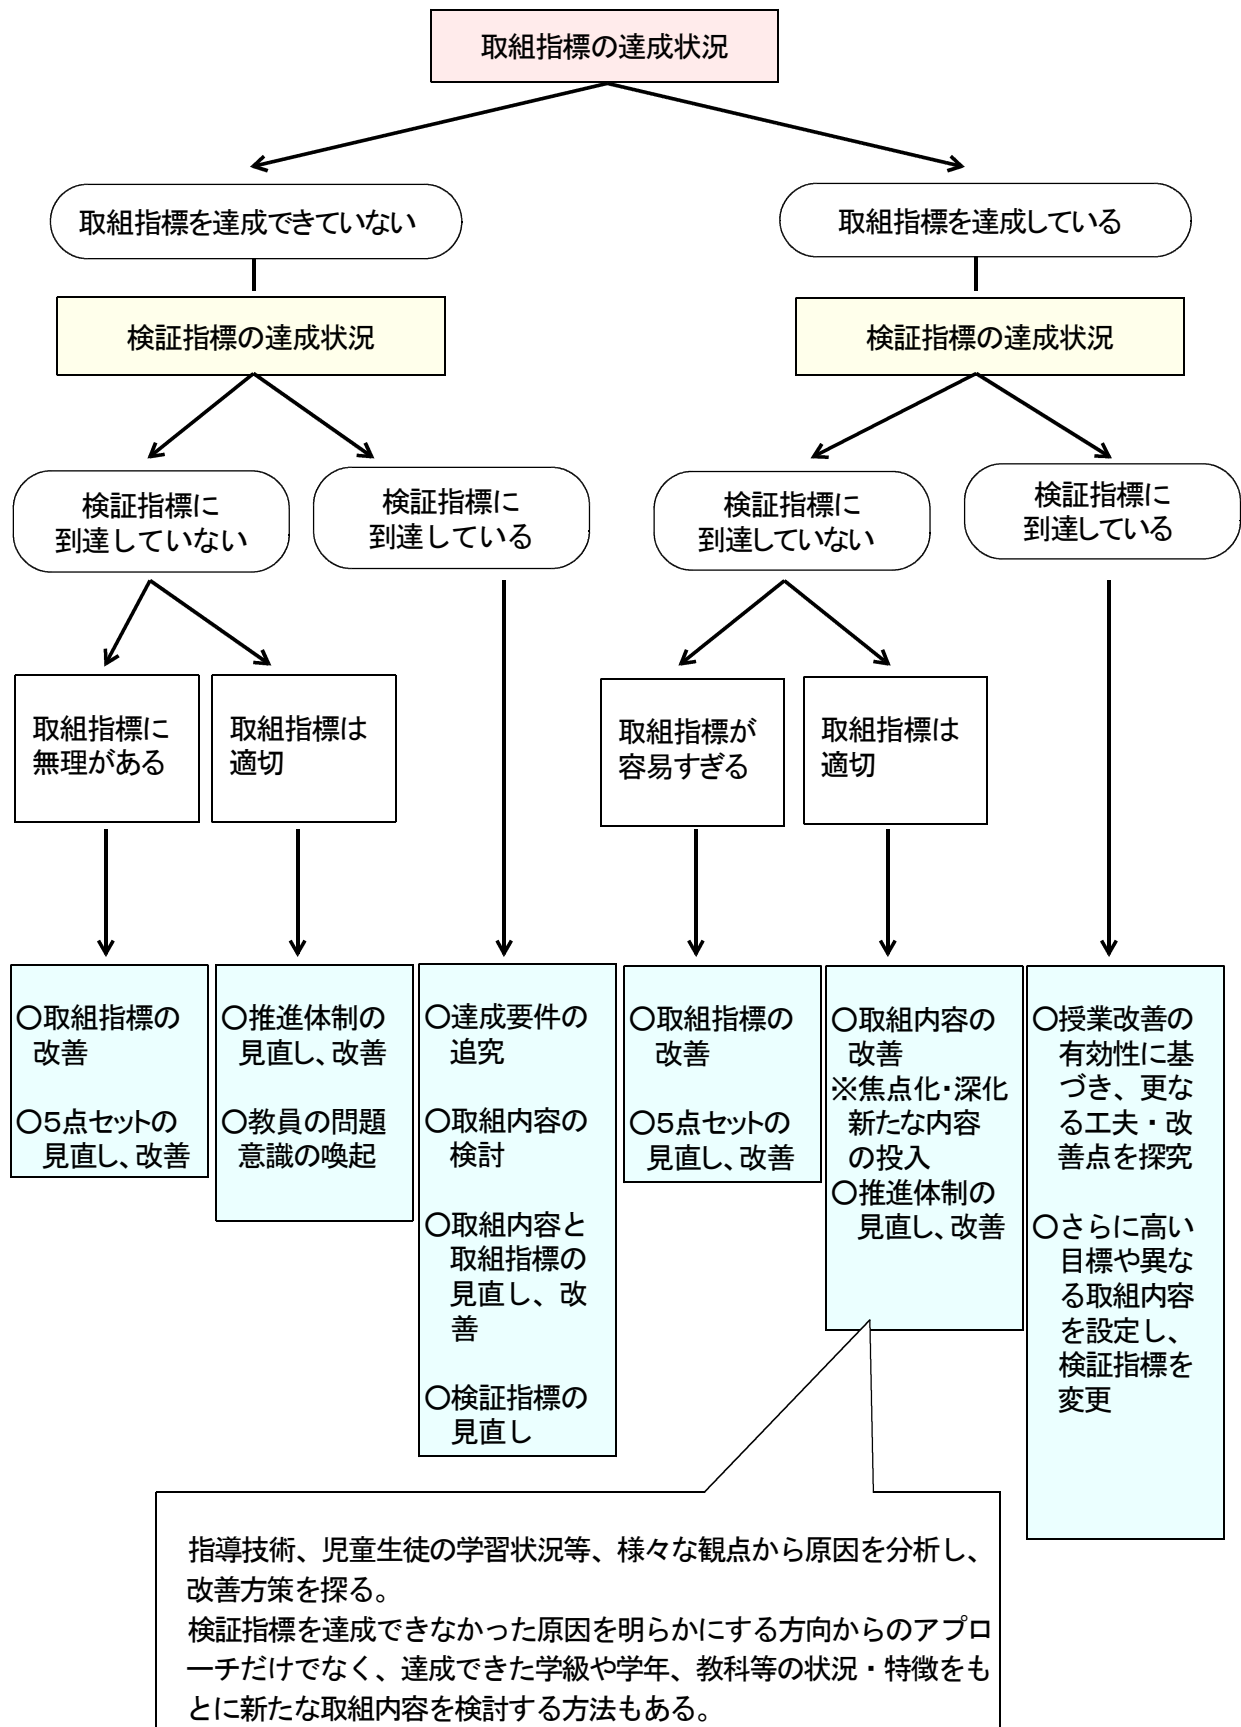 取組指標の達成状況
取組指標を達成できていない
取組指標を達成している
検証指標の達成状況
検証指標の達成状況
検証指標に
到達していない
検証指標に
到達している
検証指標に
到達していない
検証指標に
到達している
取組指標に
無理がある
取組指標は
適切
取組指標が
容易すぎる
取組指標は
適切
○取組指標の
改善
○5点セットの
見直し、改善
○推進体制の
見直し、改善
○教員の問題
意識の喚起
○達成要件の
追究
○取組内容の
検討
○取組内容と
取組指標の
見直し、改
善
○検証指標の
見直し
○取組指標の
改善
○5点セットの
見直し、改善
○取組内容の
改善
※焦点化・深化
新たな内容
の投入
○推進体制の
見直し、改善
○授業改善の
有効性に基
づき、更な
る工夫・改
善点を探究
○さらに高い
目標や異な
る取組内容
を設定し、
検証指標を
変更
指導技術、児童生徒の学習状況等、様々な観点から原因を分析し、
改善方策を探る。
検証指標を達成できなかった原因を明らかにする方向からのアプロ
ーチだけでなく、達成できた学級や学年、教科等の状況・特徴をも
とに新たな取組内容を検討する方法もある。